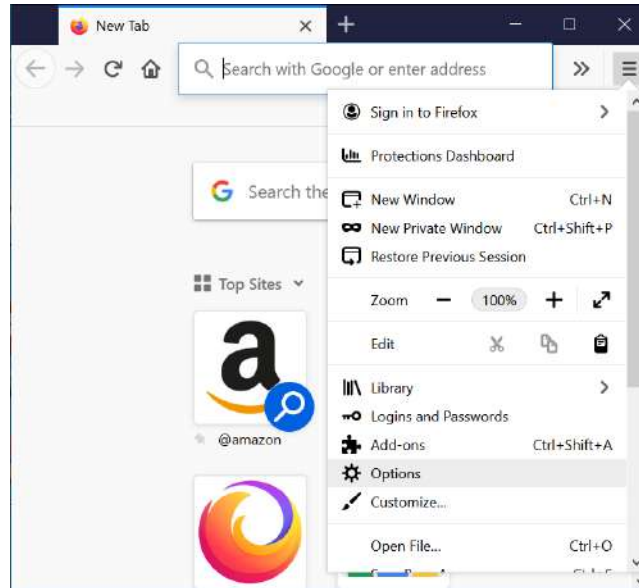 New Tab
Search with Google or enter address
Sign in to Firefox
Protections Dashboard
Search the
New Window Ctrl+N
New Private Window Ctrl+Shift+P
Restore Previous Session
Top Sites
Zoom 100%
Edit
Library
Logins and Passwords
@amazon
Add-ons Ctrl+Shift+A
Options
Customize...
Open File... Ctrl+O